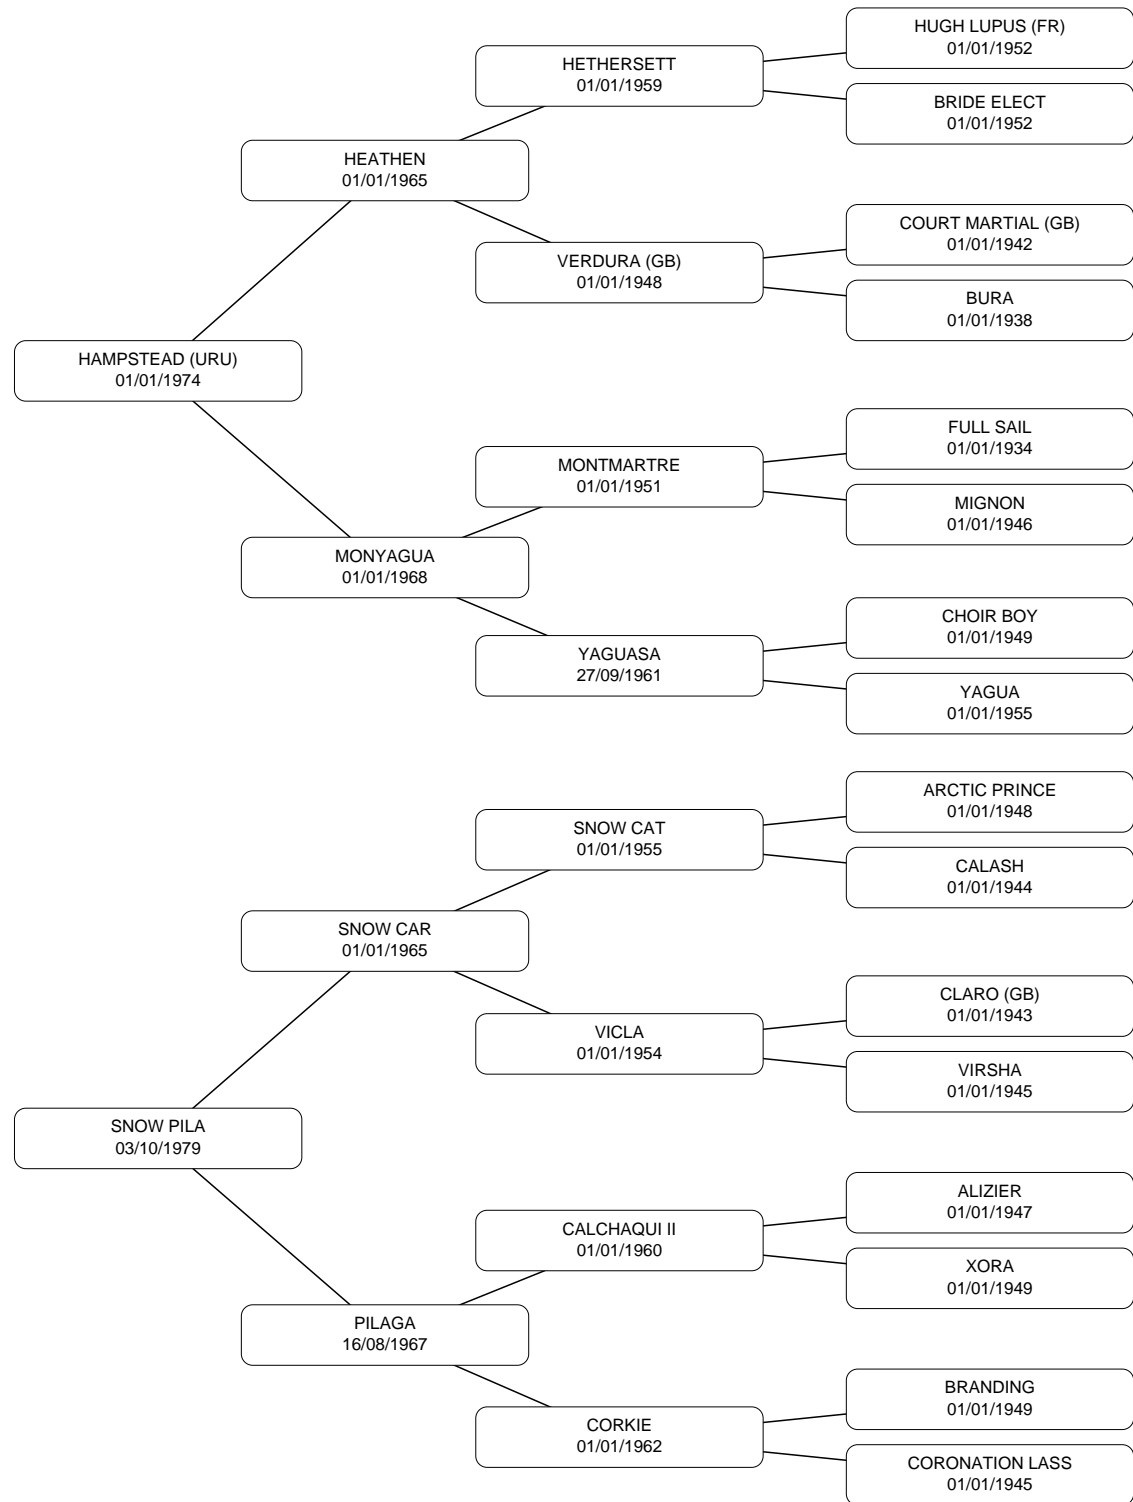 HUGH LUPUS (FR)
01/01/1952
HETHERSETT
01/01/1959
BRIDE ELECT
01/01/1952
HEATHEN
01/01/1965
COURT MARTIAL (GB)
01/01/1942
VERDURA (GB)
01/01/1948
BURA
01/01/1938
HAMPSTEAD (URU)
01/01/1974
FULL SAIL
01/01/1934
MONTMARTRE
01/01/1951
MIGNON
01/01/1946
MONYAGUA
01/01/1968
CHOIR BOY
01/01/1949
YAGUASA
27/09/1961
YAGUA
01/01/1955
ARCTIC PRINCE
01/01/1948
SNOW CAT
01/01/1955
CALASH
01/01/1944
SNOW CAR
01/01/1965
CLARO (GB)
01/01/1943
VICLA
01/01/1954
VIRSHA
01/01/1945
SNOW PILA
03/10/1979
ALIZIER
01/01/1947
CALCHAQUI II
01/01/1960
XORA
01/01/1949
PILAGA
16/08/1967
BRANDING
01/01/1949
CORKIE
01/01/1962
CORONATION LASS
01/01/1945